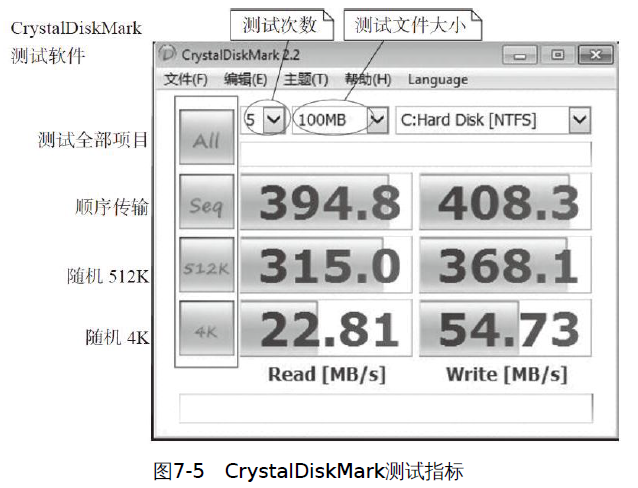 CrystalDiskMark
测试软件
测试次数
测试文件大小
CrystalDiskMark 2.2
文件(F) 编辑(E) 主题(T) 帮助(H) Language
测试全部项目
All
5
100MB
C:Hard Disk [NTFS]
顺序传输
Seq
394.8
408.3
随机 512K
512K
315.0
368.1
随机 4K
4K
22.81
54.73
Read [MB/s]
Write [MB/s]
图7-5 CrystalDiskMark测试指标